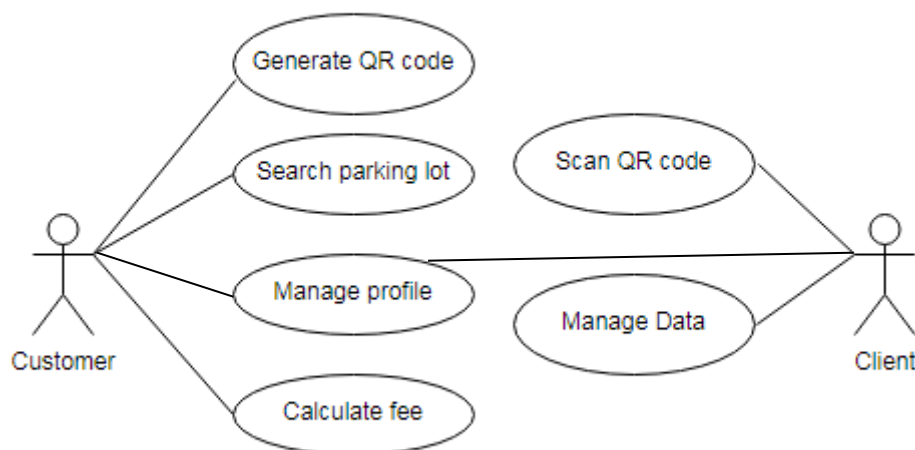 Generate QR code
Search parking lot
Scan QR code
Manage profile
Manage Data
Customer
Client
Calculate fee